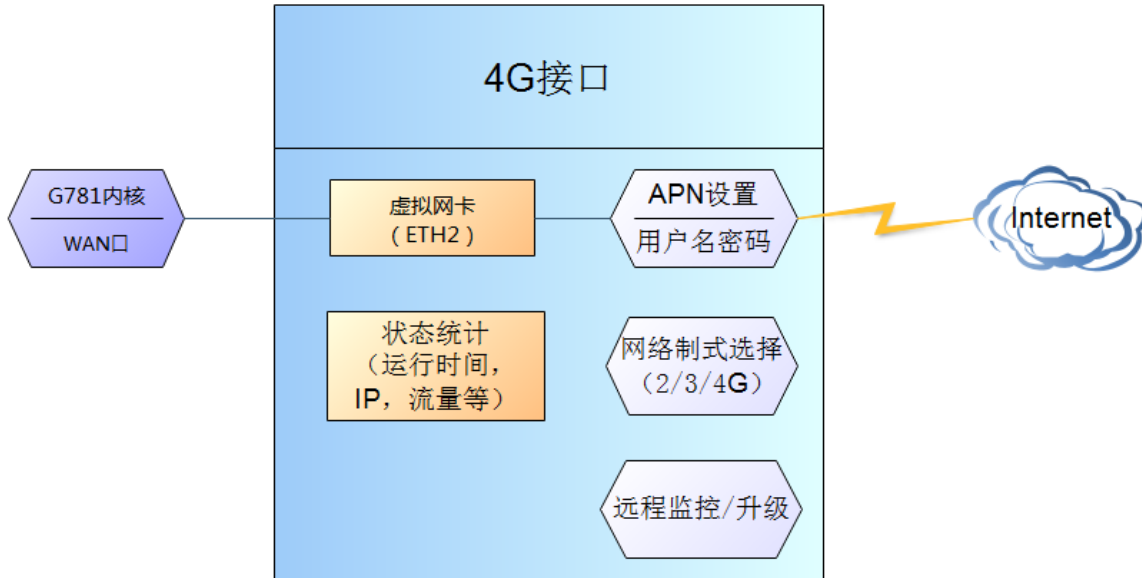 4G接口
G781内核
WAN口
虚拟网卡
（ETH2）
APN设置
用户名密码
Internet
状态统计
（运行时间，
IP，流量等）
网络制式选择
（2/3/4G）
远程监控/升级